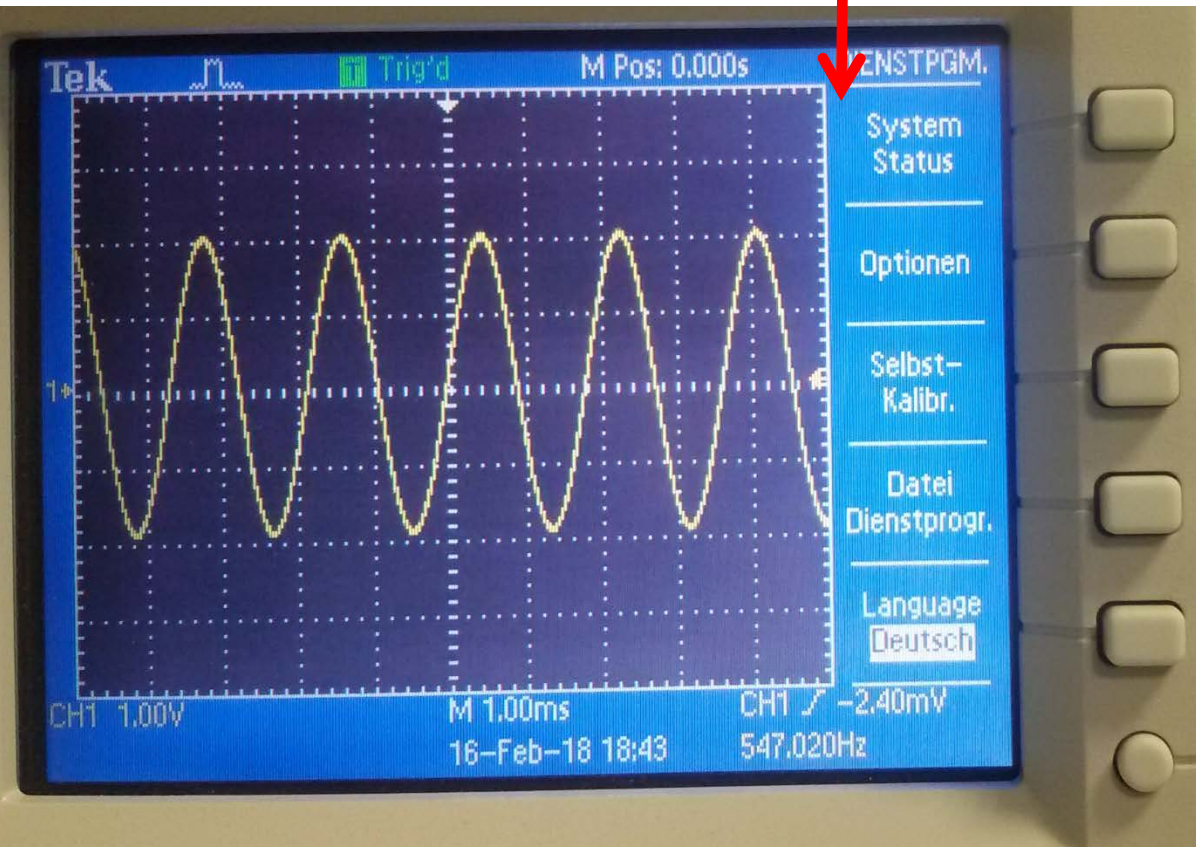 Tek
T Trig'd
M Pos: 0.000s
System
Status
Optionen
Selbst-
Kalibr.
Datei
Dienstprogr.
Language
Deutsch
1
CH1 1.00V
M 1.00ms
CH1 -2.40mV
16-Feb-18 18:43
547.020Hz